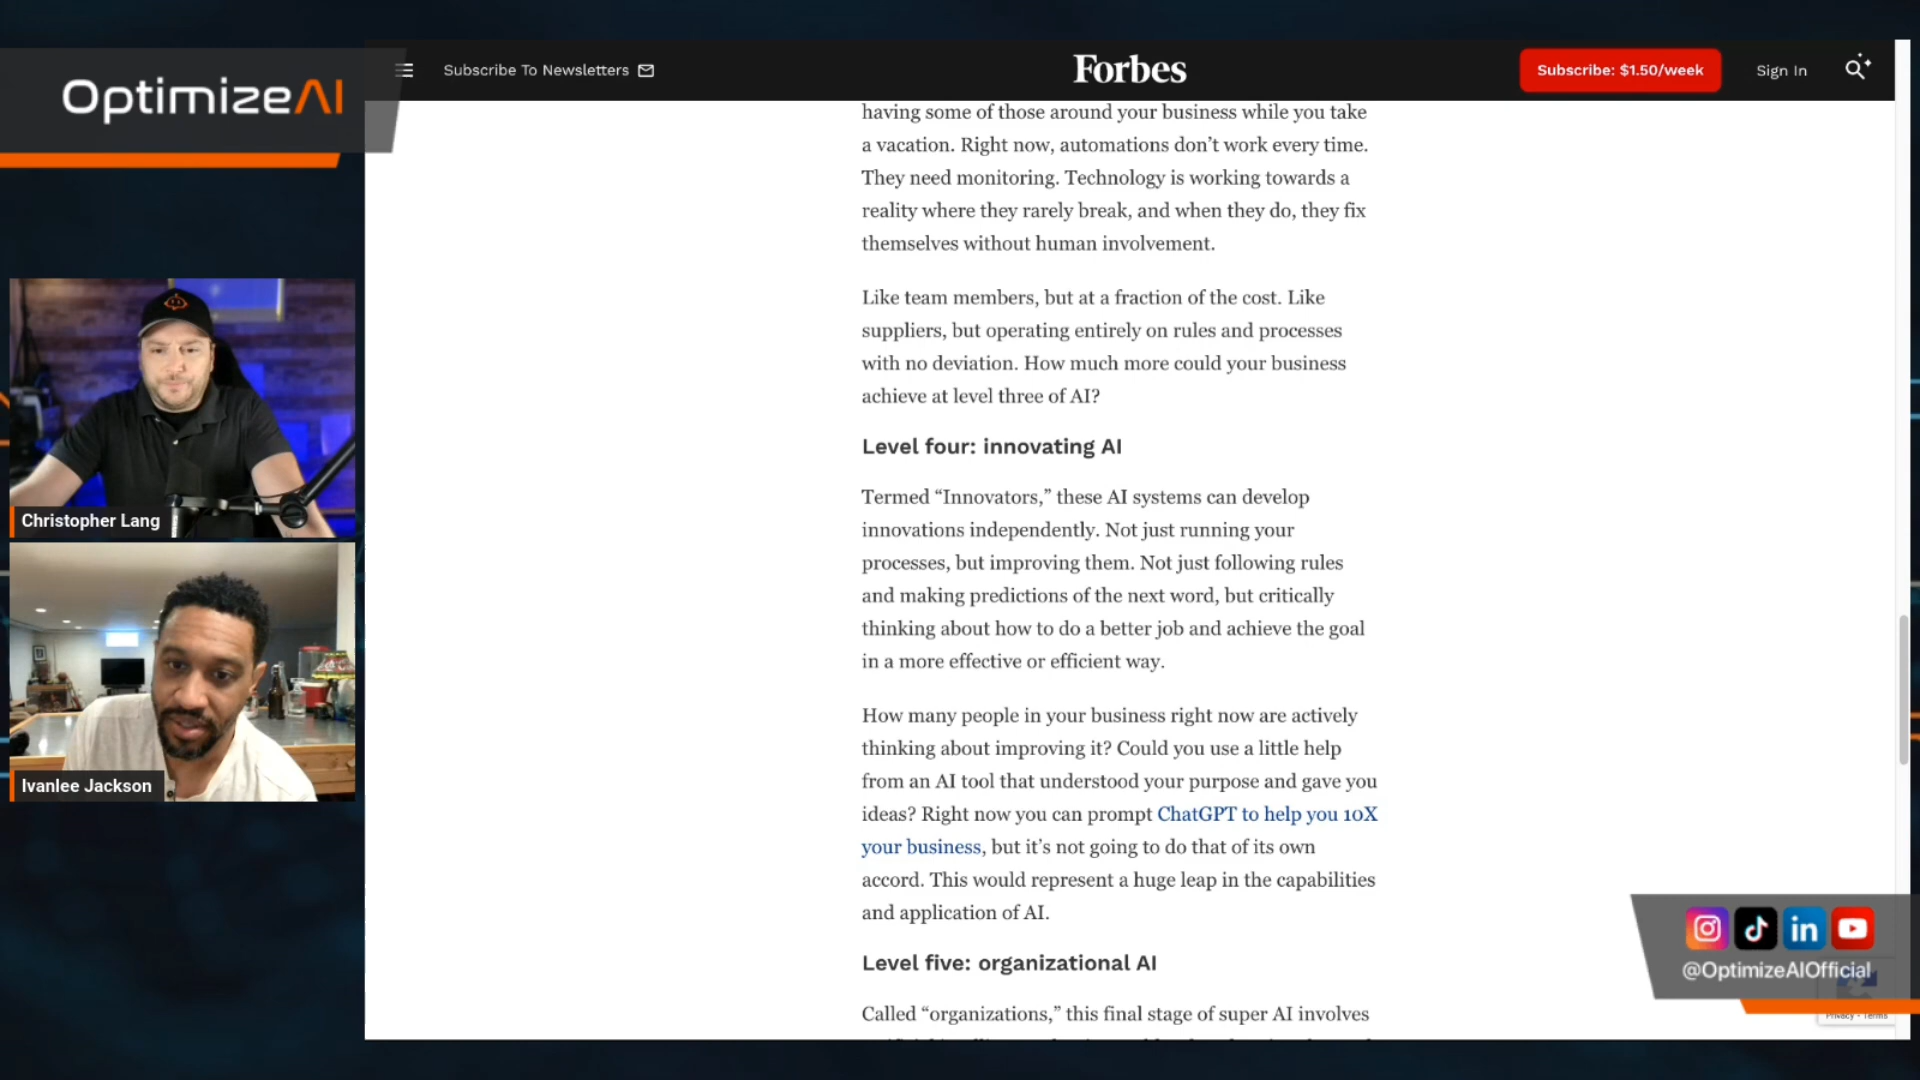 OptimizeAI
Subscribe To Newsletters
Forbes
Subscribe: $1.50/week
Sign In
having some of those around your business while you take
a vacation. Right now, automations don’t work every time.
They need monitoring. Technology is working towards a
reality where they rarely break, and when they do, they fix
themselves without human involvement.
Like team members, but at a fraction of the cost. Like
suppliers, but operating entirely on rules and processes
with no deviation. How much more could your business
achieve at level three of AI?
Level four: innovating AI
Termed “Innovators,” these AI systems can develop
innovations independently. Not just running your
processes, but improving them. Not just following rules
and making predictions of the next word, but critically
thinking about how to do a better job and achieve the goal
in a more effective or efficient way.
How many people in your business right now are actively
thinking about improving it? Could you use a little help
from an AI tool that understood your purpose and gave you
ideas? Right now you can prompt ChatGPT to help you 10X
your business, but it’s not going to do that of its own
accord. This would represent a huge leap in the capabilities
and application of AI.
Level five: organizational AI
Called “organizations,” this final stage of super AI involves
Christopher Lang
Ivanlee Jackson
in
@OptimizeAIOfficial
Privacy - Terms